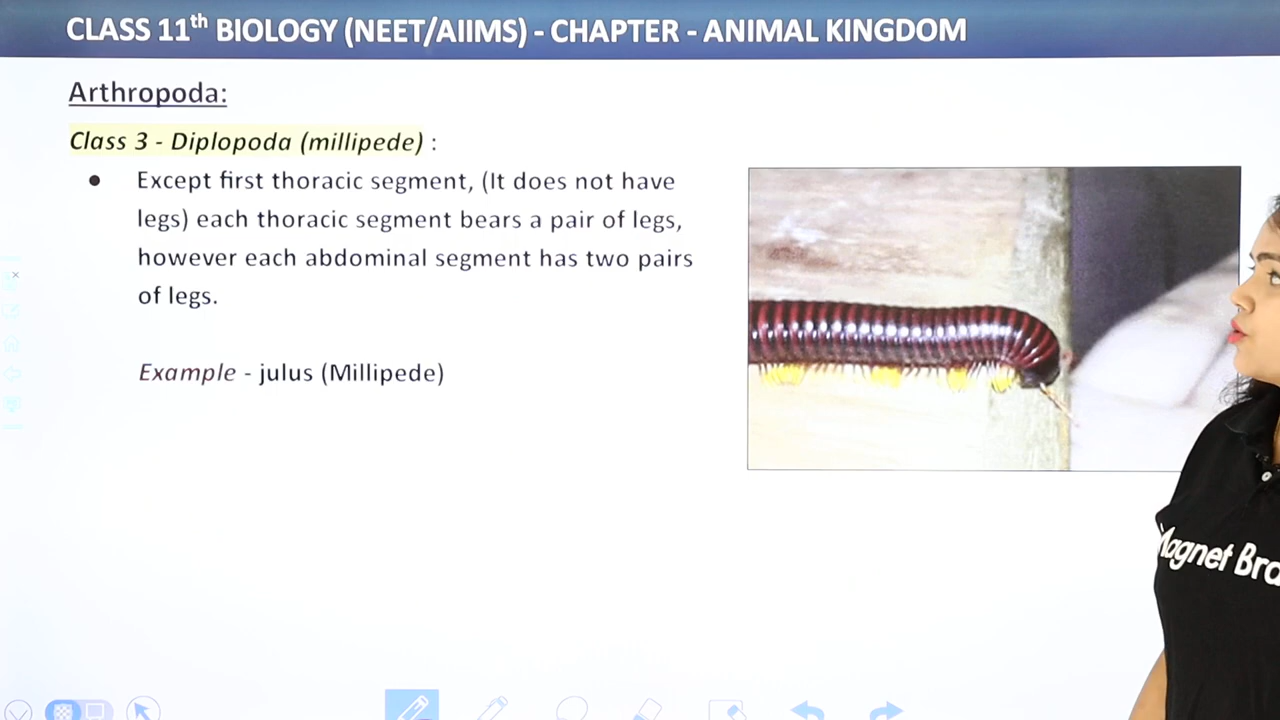 CLASS 11th BIOLOGY (NEET/AIIMS) - CHAPTER - ANIMAL KINGDOM
Arthropoda:
Class 3 - Diplopoda (millipede) :
● Except first thoracic segment, (It does not have
legs) each thoracic segment bears a pair of legs,
however each abdominal segment has two pairs
of legs.
Example - julus (Millipede)
Magnet Bra